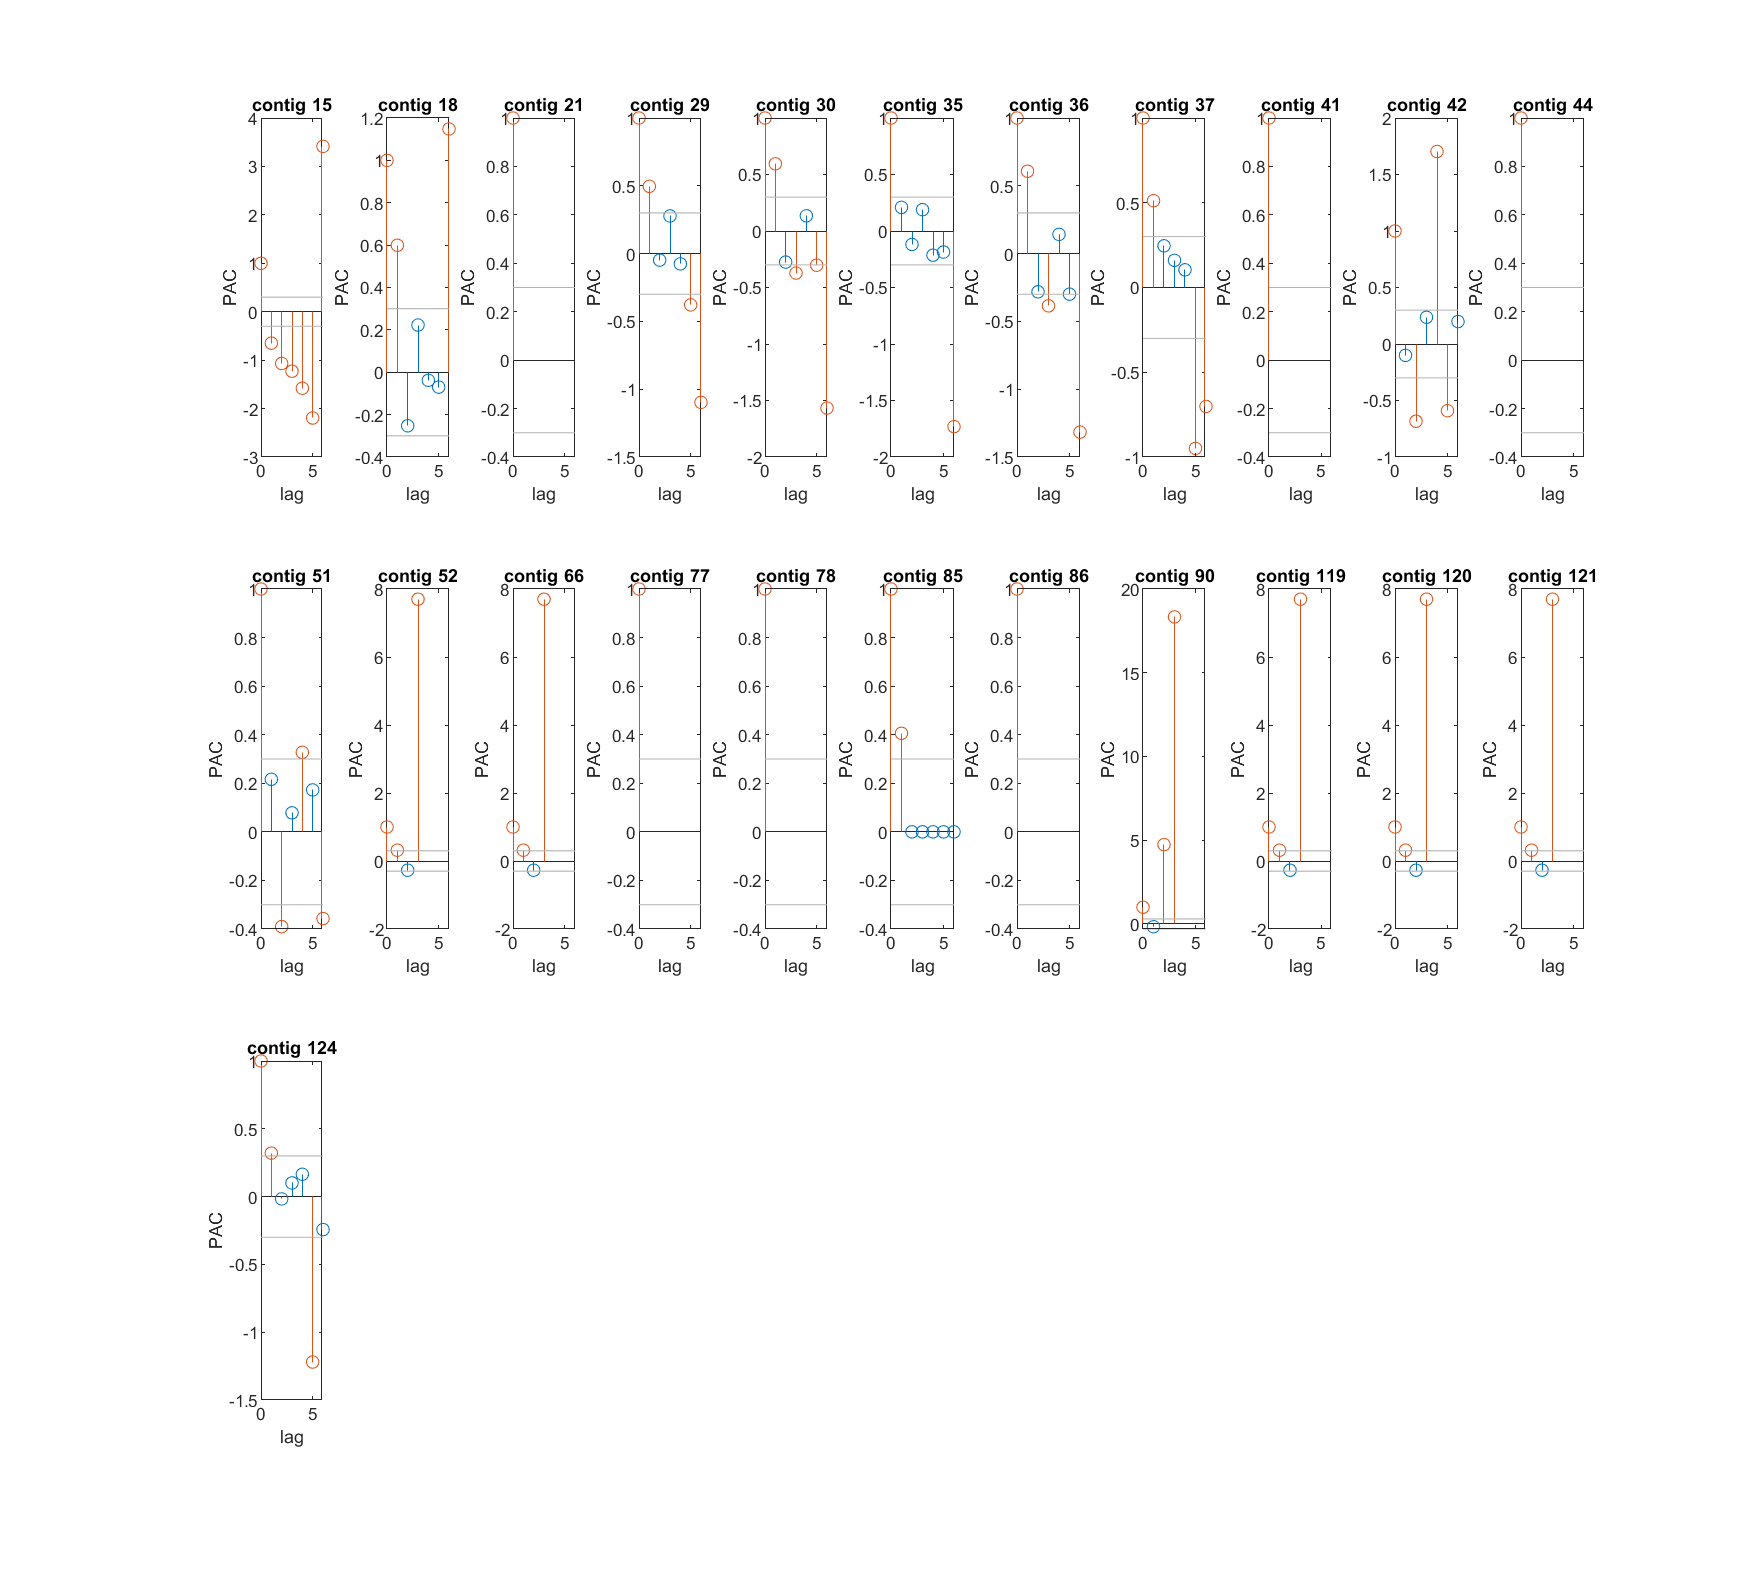 contig 15 contig 18 contig 21 contig 29 contig 30 contig 35 contig 36 contig 37 contig 41 contig 42 contig 44
4 1.2 1 1 1 1 1 1 1 2 1
3 1 0.8 0.5 0.5 0.5 0.5 0.5 0.8 1.5 0.8
2 0.8 0.6 0 0 0 0 0 0.6 1 0.6
1 0.6 0.4 -0.5 -0.5 -0.5 -0.5 -0.5 0.4 0.5 0.4
0 0.4 0.2 -1 -1 -1 -1 -1 0.2 0 0.2
-1 0.2 0 -1.5 -1.5 -1.5 -1.5 0 -0.5 0
-2 0 -0.2 -2 -2 -0.2 -1 -0.2
-3 -0.2 -0.4 -0.4 -0.4
-0.4
PAC PAC PAC PAC PAC PAC PAC PAC PAC PAC PAC
0 5 0 5 0 5 0 5 0 5 0 5 0 5 0 5 0 5 0 5 0 5
lag lag lag lag lag lag lag lag lag lag lag
contig 51 contig 52 contig 66 contig 77 contig 78 contig 85 contig 86 contig 90 contig 119 contig 120 contig 121
1 8 8 1 1 1 1 20 8 8 8
0.8 6 6 0.8 0.8 0.8 0.8 15 6 6 6
0.6 4 4 0.6 0.6 0.6 0.6 10 4 4 4
0.4 2 2 0.4 0.4 0.4 0.4 5 2 2 2
0.2 0 0 0.2 0.2 0.2 0.2 0 0 0 0
0 -2 -2 0 0 0 0 -2 -2 -2
-0.2 -0.2 -0.2 -0.2 -0.2
-0.4 -0.4 -0.4 -0.4 -0.4
PAC PAC PAC PAC PAC PAC PAC PAC PAC PAC PAC
0 5 0 5 0 5 0 5 0 5 0 5 0 5 0 5 0 5 0 5 0 5
lag lag lag lag lag lag lag lag lag lag lag
contig 124
1
0.5
0
-0.5
-1
-1.5
PAC
0 5
lag